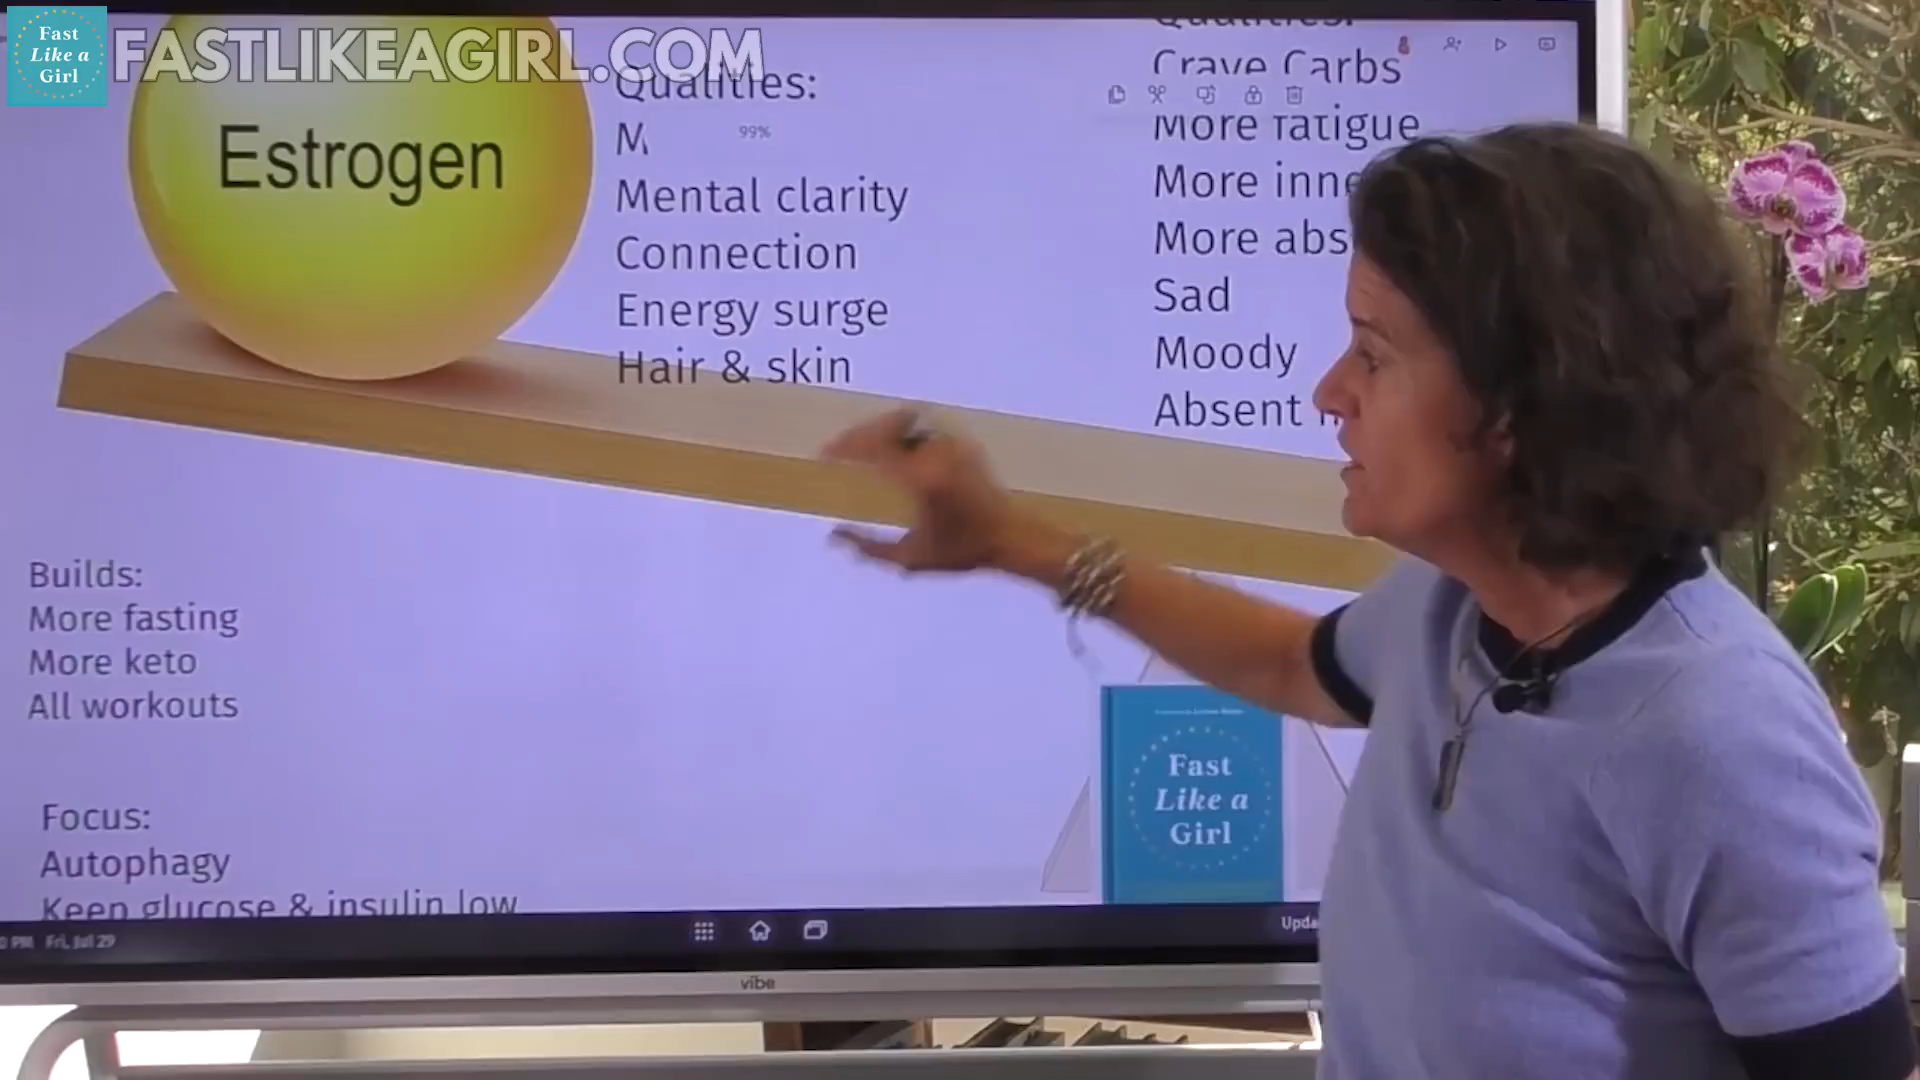 Fast
Like a
Girl
FASTLIKEAGIRL.COM
Estrogen
Qualities:
M
99%
Mental clarity
Connection
Energy surge
Hair & skin
Qualities:
Crave Carbs
More fatigue
More inne
More abs
Sad
Moody
Absent
Builds:
More fasting
More keto
All workouts
Focus:
Autophagy
Keep glucose & insulin low
Fast
Like a
Girl
PM Fri, Jul 29
Upda
vibe